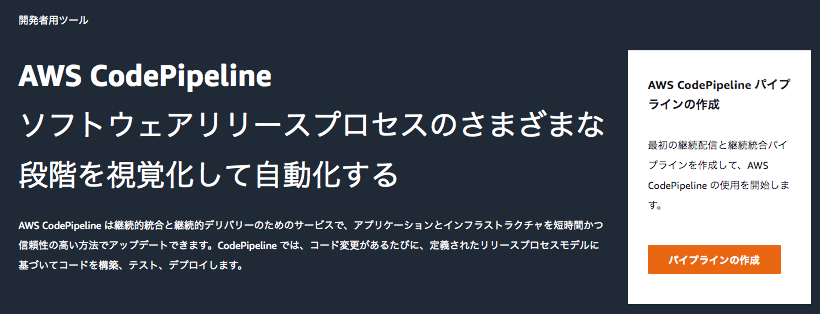 開発者用ツール
AWS CodePipeline
ソフトウェアリリースプロセスのさまざまな
段階を視覚化して自動化する
AWS CodePipeline は継続的統合と継続的デリバリーのためのサービスで、アプリケーションとインフラストラクチャを短時間かつ
信頼性の高い方法でアップデートできます。CodePipeline では、コード変更があるたびに、定義されたリリースプロセスモデルに
基づいてコードを構築、テスト、デプロイします。
AWS CodePipeline パイプ
ラインの作成
最初の継続配信と継続統合パイ
プラインを作成して、AWS
CodePipeline の使用を開始しま
す。
パイプラインの作成